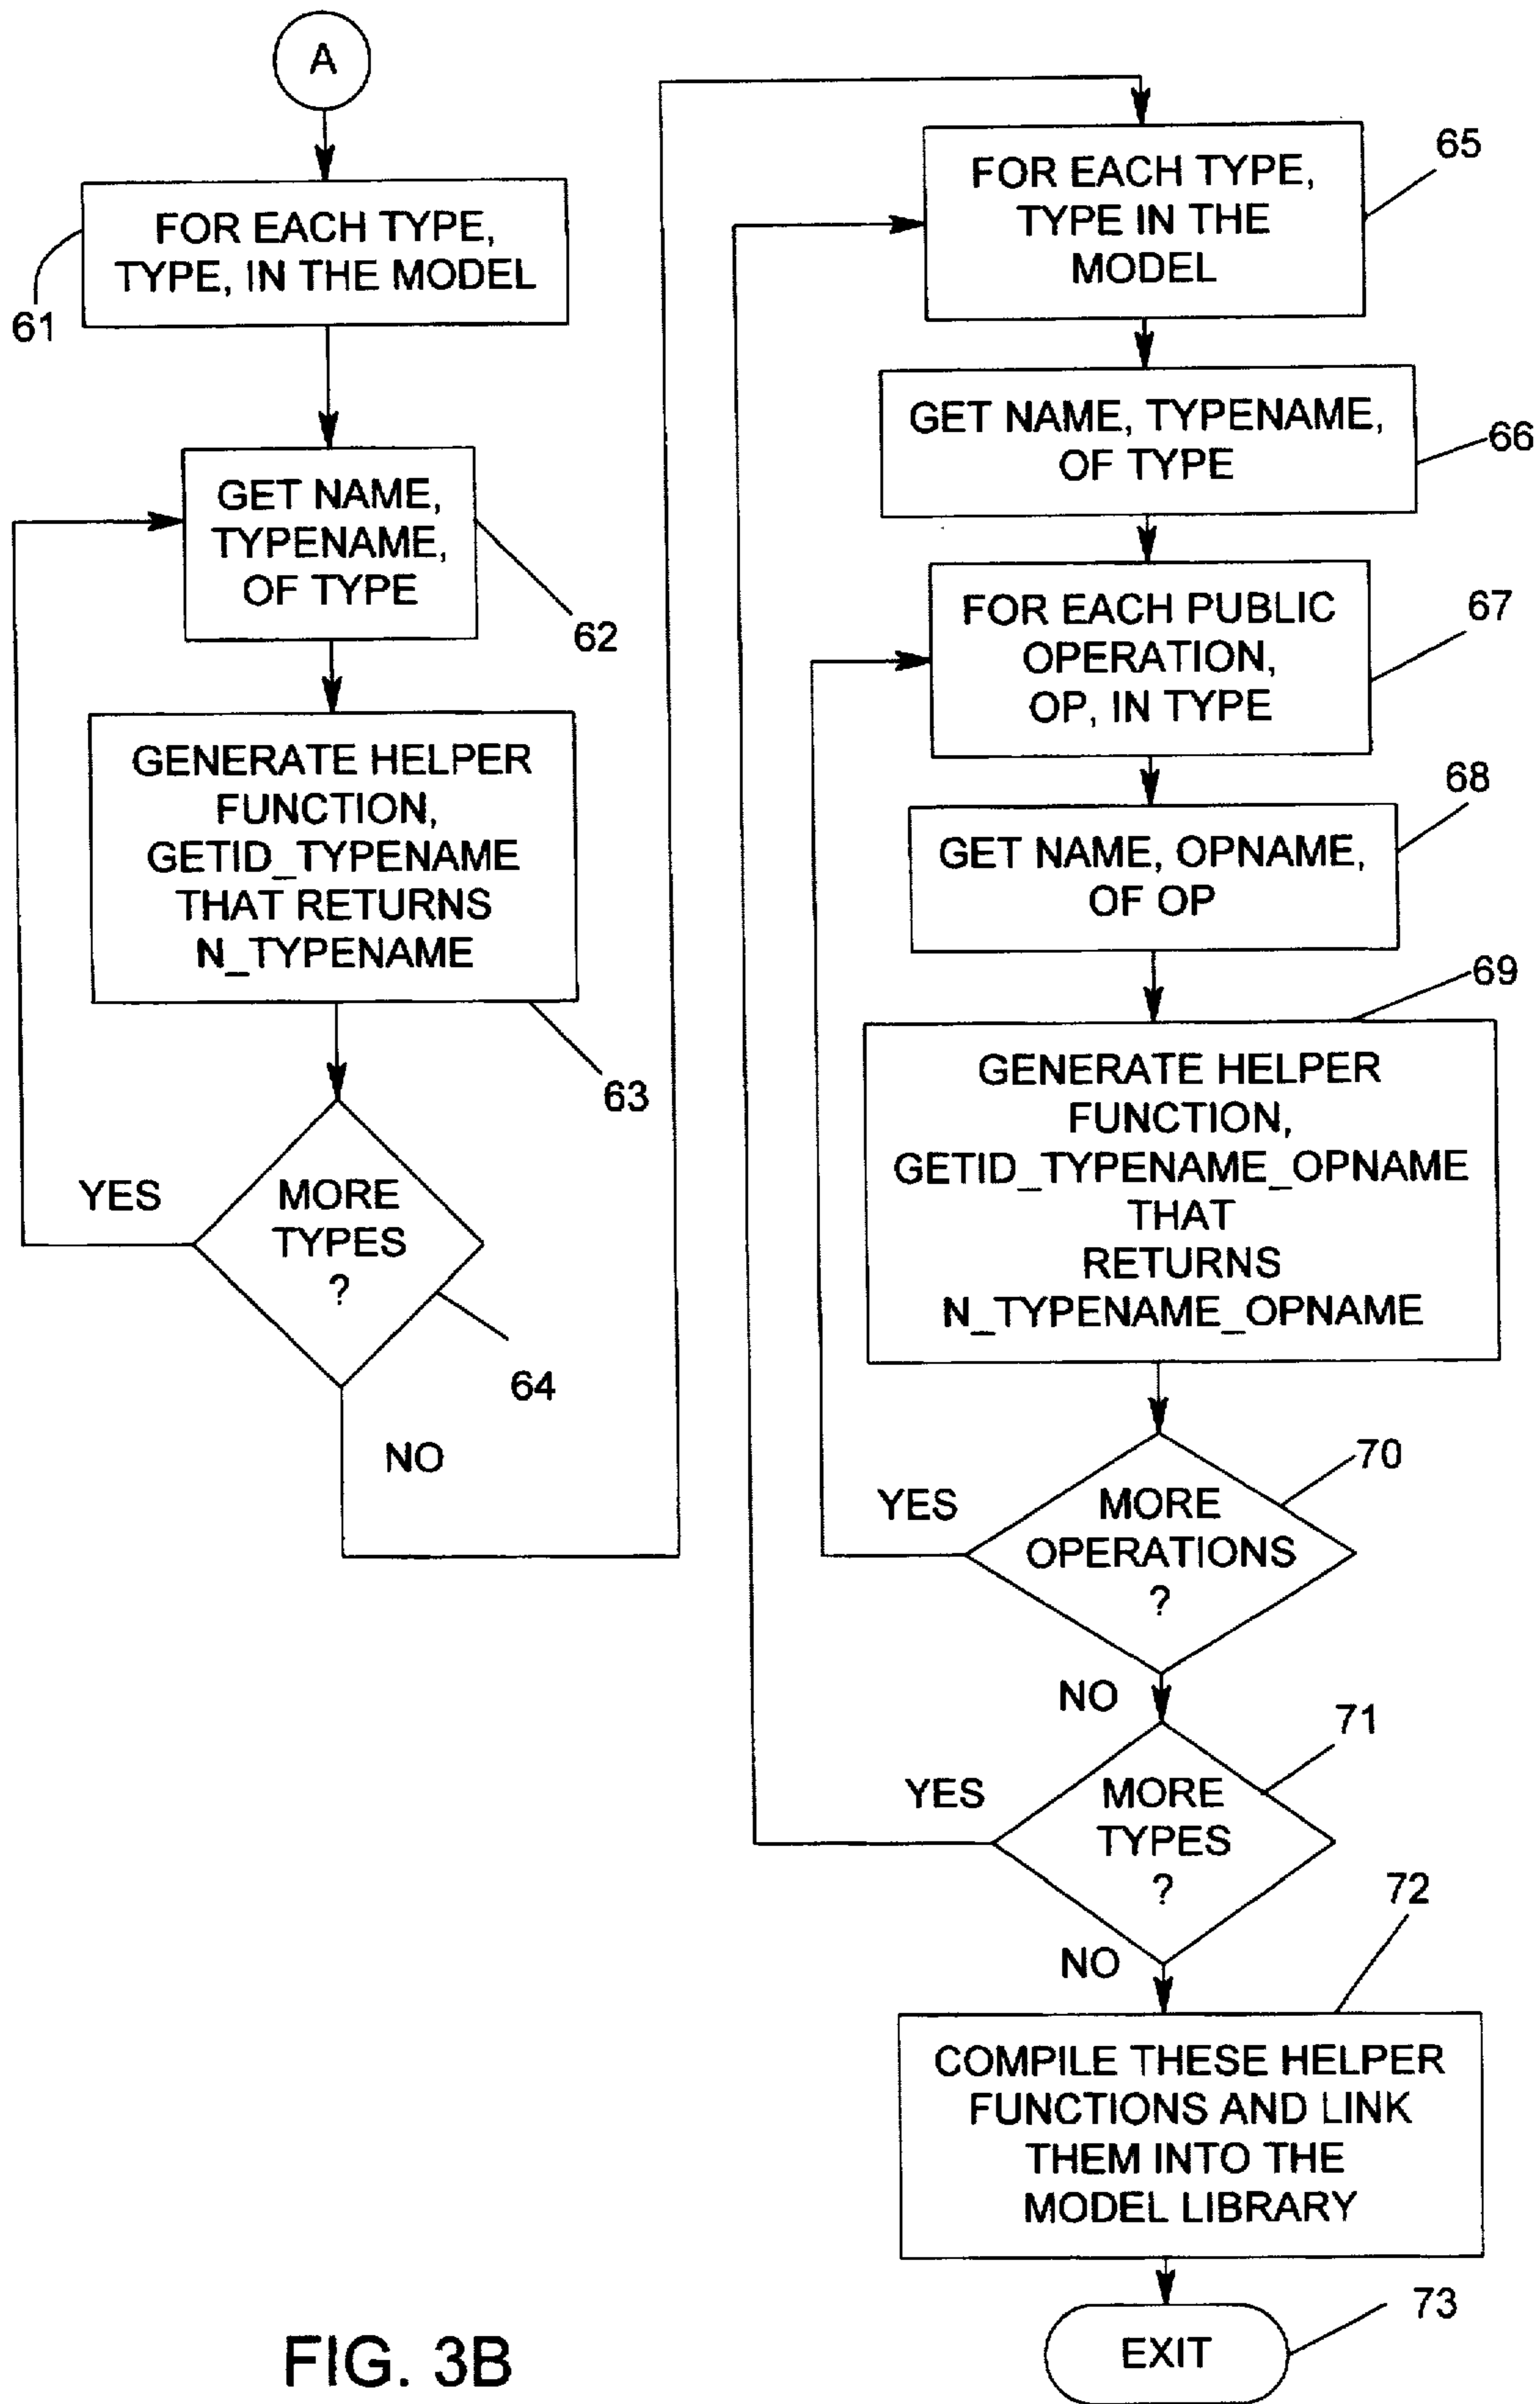 A
FOR EACH TYPE,
TYPE, IN THE MODEL
61
GET NAME,
TYPENAME,
OF TYPE
62
GENERATE HELPER
FUNCTION,
GETID_TYPENAME
THAT RETURNS
N_TYPENAME
63
YES
MORE
TYPES
?
64
NO
FOR EACH TYPE,
TYPE IN THE
MODEL
65
GET NAME, TYPENAME,
OF TYPE
66
FOR EACH PUBLIC
OPERATION,
OP, IN TYPE
67
GET NAME, OPNAME,
OF OP
68
GENERATE HELPER
FUNCTION,
GETID_TYPENAME_OPNAME
THAT
RETURNS
N_TYPENAME_OPNAME
69
YES
MORE
OPERATIONS
?
70
NO
YES
MORE
TYPES
?
71
NO
COMPILE THESE HELPER
FUNCTIONS AND LINK
THEM INTO THE
MODEL LIBRARY
72
EXIT
73
FIG. 3B